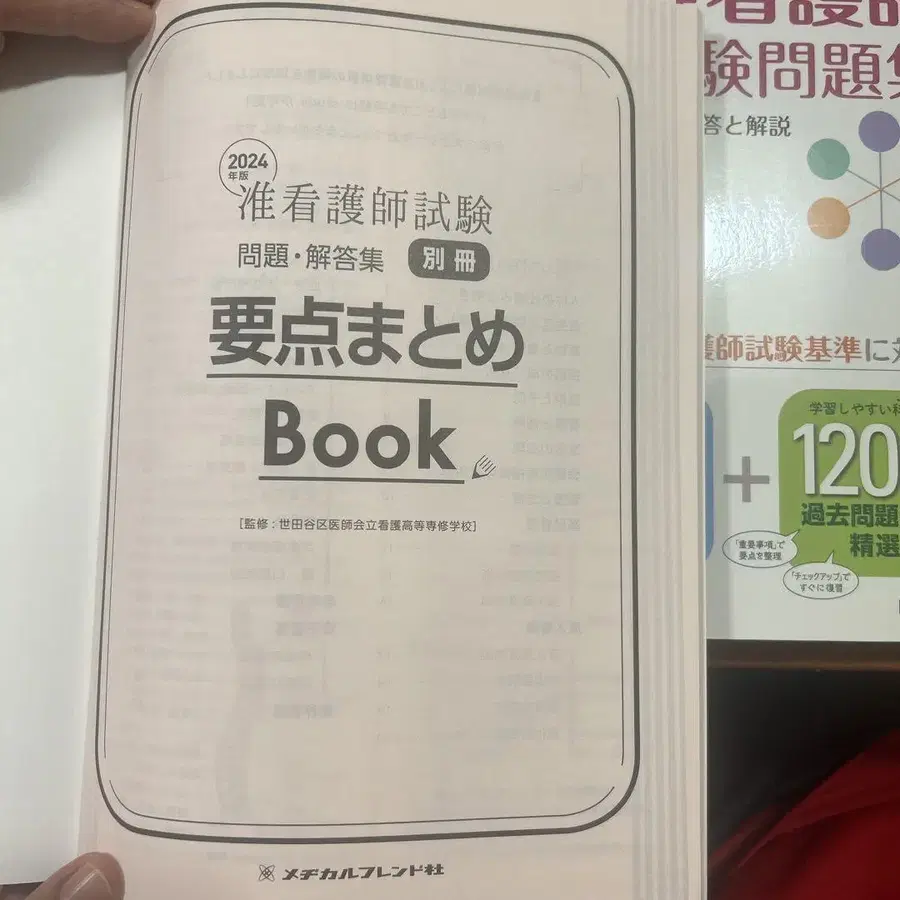 2024
年版
准看護師試験
問題・解答集 別冊
要点まとめ
Book
[監修:世田谷区医師会立看護高等専修学校]
メヂカルフレンド社
看護師
験問題集
答と解説
護師試験基準に対
学習しやすい科
+
120
過去問題
精選
「重要事項」で
要点を整理
「チェックアップ」で
すぐに復習